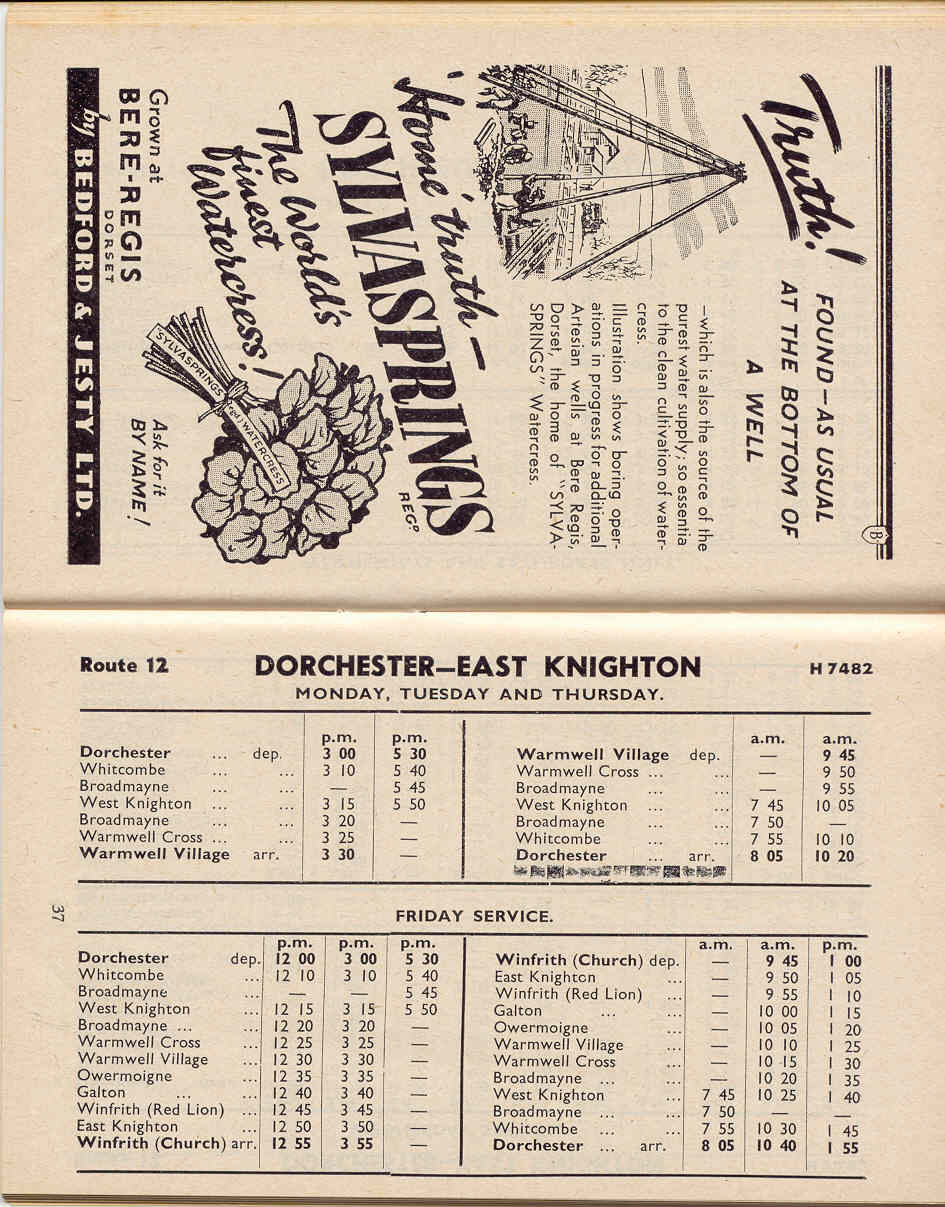 Truth!
FOUND—AS USUAL
AT THE BOTTOM OF
A WELL
B
—which is also the source of the
purest water supply; so essentia
to the clean cultivation of water-
cress.
Illustration shows boring oper-
ations in progress for additional
Artesian wells at Bere Regis,
Dorset, the home of "SYLVA-
SPRINGS" Watercress.
'Home' truth —
SYLVASPRINGS
REGD
The World's
finest
Watercress!
SYLVASPRINGS
(regd) WATERCRESS
Grown at
BERE-REGIS
DORSET
Ask for it
BY NAME!
by BEDFORD & JESTY LTD.
Route 12 DORCHESTER—EAST KNIGHTON H 7482
MONDAY, TUESDAY AND THURSDAY.
p.m. p.m.
Dorchester ... dep. 3 00 5 30
Whitcombe ... ... 3 10 5 40
Broadmayne ... ... — 5 45
West Knighton ... ... 3 15 5 50
Broadmayne ... ... 3 20 —
Warmwell Cross ... ... 3 25 —
Warmwell Village arr. 3 30 —
a.m. a.m.
Warmwell Village dep. — 9 45
Warmwell Cross ... ... — 9 50
Broadmayne ... ... — 9 55
West Knighton ... ... 7 45 10 05
Broadmayne ... ... 7 50 —
Whitcombe ... ... 7 55 10 10
Dorchester ... arr. 8 05 10 20
37
FRIDAY SERVICE.
p.m. p.m. p.m.
Dorchester dep. 12 00 3 00 5 30
Whitcombe ... 12 10 3 10 5 40
Broadmayne ... — — 5 45
West Knighton ... 12 15 3 15 5 50
Broadmayne ... ... 12 20 3 20 —
Warmwell Cross ... 12 25 3 25 —
Warmwell Village ... 12 30 3 30 —
Owermoigne ... 12 35 3 35 —
Galton ... ... 12 40 3 40 —
Winfrith (Red Lion) ... 12 45 3 45 —
East Knighton ... 12 50 3 50 —
Winfrith (Church) arr. 12 55 3 55 —
a.m. a.m. p.m.
Winfrith (Church) dep. — 9 45 1 00
East Knighton ... — 9 50 1 05
Winfrith (Red Lion) ... — 9 55 1 10
Galton ... ... — 10 00 1 15
Owermoigne ... — 10 05 1 20
Warmwell Village ... — 10 10 1 25
Warmwell Cross ... — 10 15 1 30
Broadmayne ... ... — 10 20 1 35
West Knighton ... 7 45 10 25 1 40
Broadmayne ... ... 7 50 — —
Whitcombe ... ... 7 55 10 30 1 45
Dorchester ... arr. 8 05 10 40 1 55